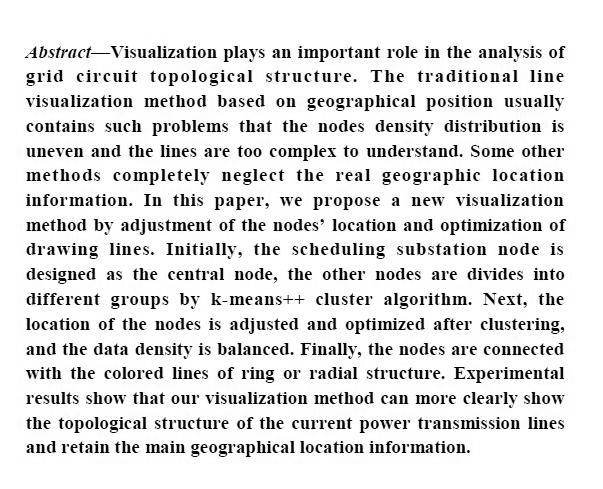 Abstract—Visualization plays an important role in the analysis of
grid circuit topological structure. The traditional line
visualization method based on geographical position usually
contains such problems that the nodes density distribution is
uneven and the lines are too complex to understand. Some other
methods completely neglect the real geographic location
information. In this paper, we propose a new visualization
method by adjustment of the nodes’ location and optimization of
drawing lines. Initially, the scheduling substation node is
designed as the central node, the other nodes are divides into
different groups by k-means++ cluster algorithm. Next, the
location of the nodes is adjusted and optimized after clustering,
and the data density is balanced. Finally, the nodes are connected
with the colored lines of ring or radial structure. Experimental
results show that our visualization method can more clearly show
the topological structure of the current power transmission lines
and retain the main geographical location information.